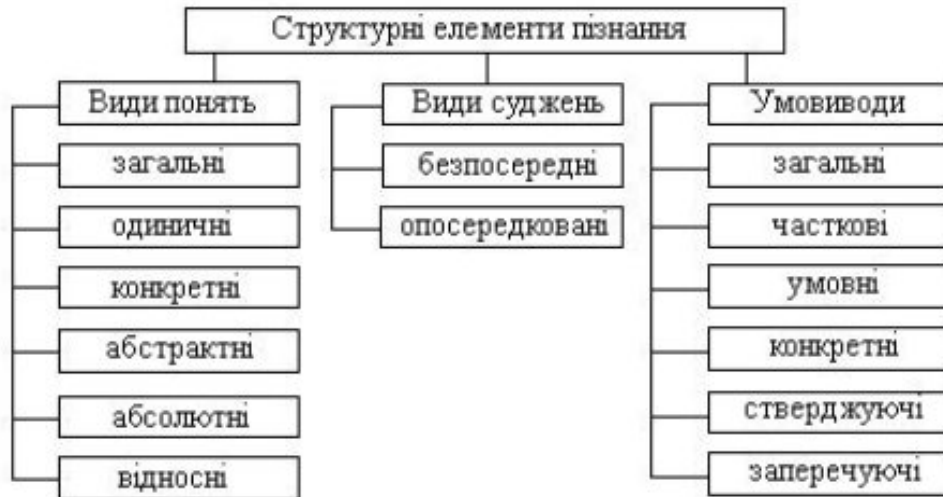 Структурні елементи пізнання
Види понять
загальні
одиничні
конкретні
абстрактні
абсолютні
відносні
Види суджень
безпосередні
опосередковані
Умовиводи
загальні
часткові
умовні
конкретні
стверджуючі
заперечуючі